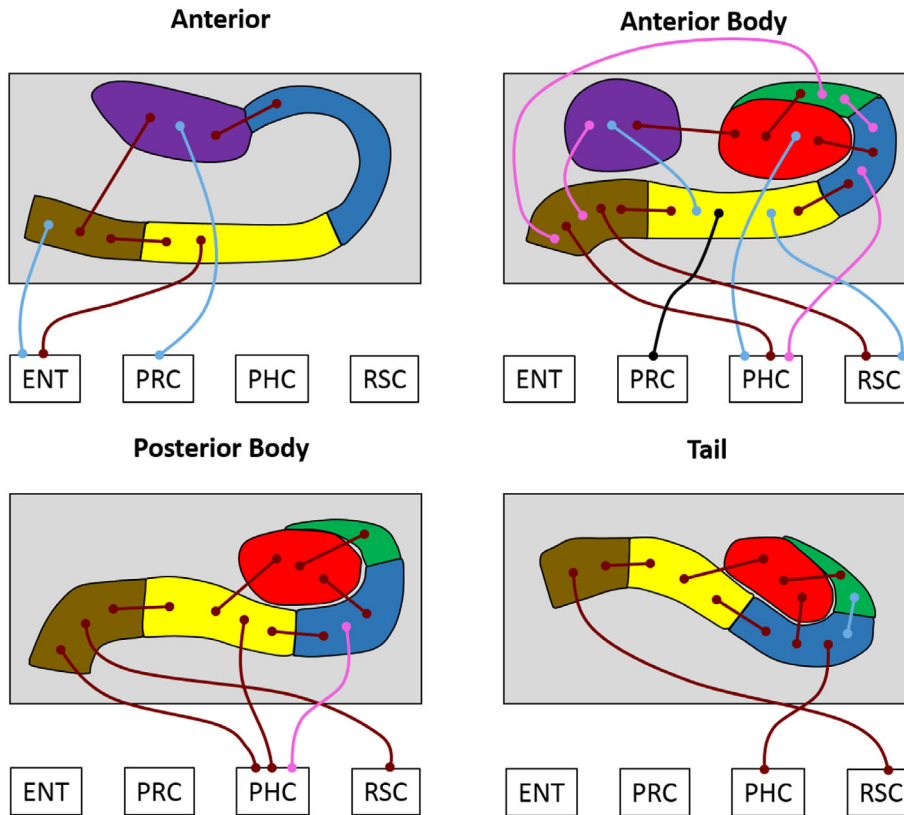 Anterior
Anterior Body
ENT PRC PHC RSC
ENT PRC PHC RSC
Posterior Body
Tail
ENT PRC PHC RSC
ENT PRC PHC RSC